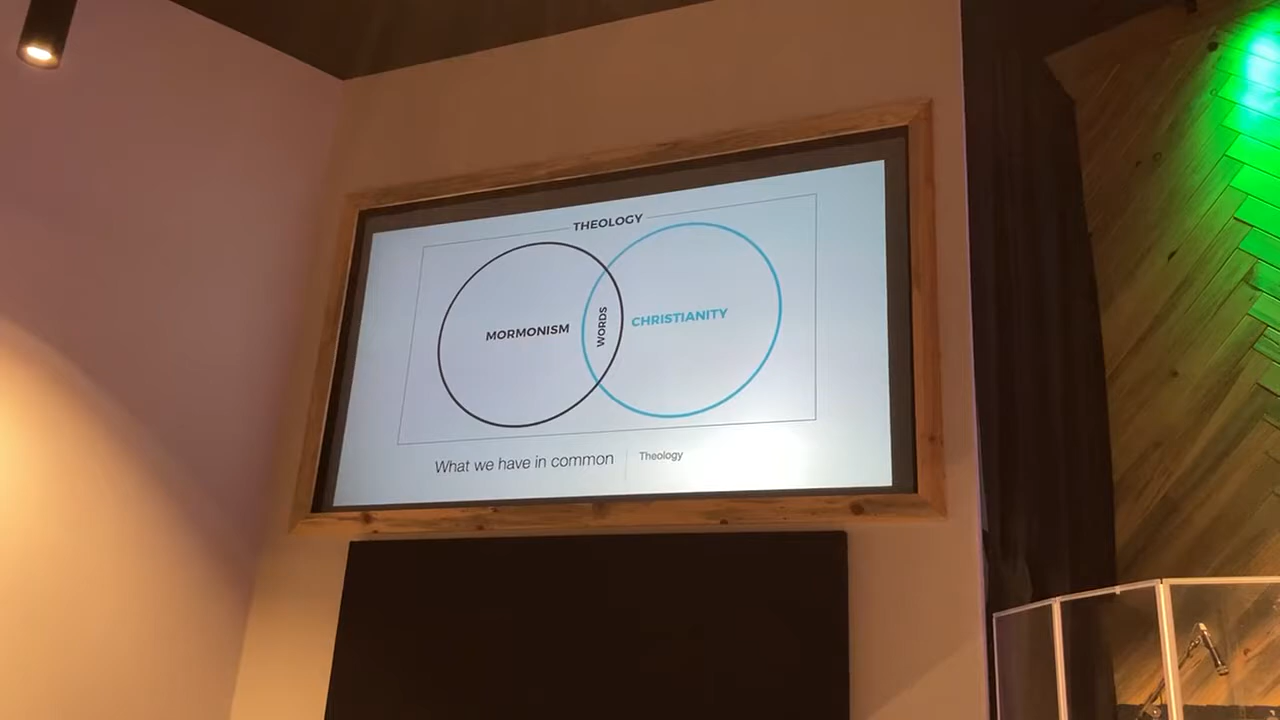 THEOLOGY
MORMONISM
WORDS
CHRISTIANITY
What we have in common
Theology